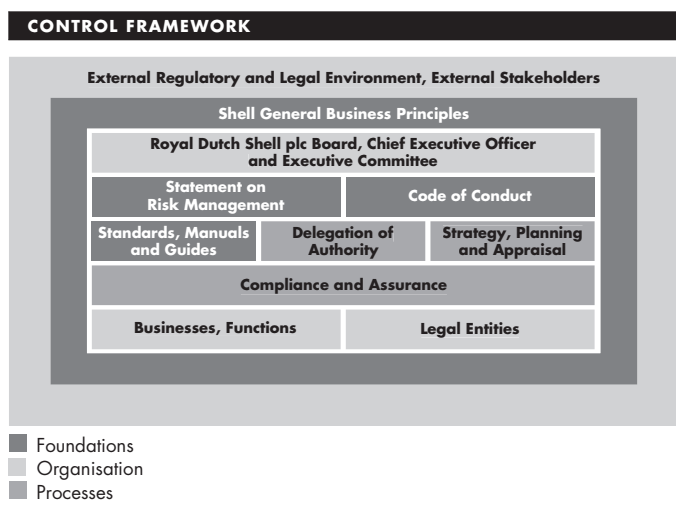 CONTROL FRAMEWORK
External Regulatory and Legal Environment, External Stakeholders
Shell General Business Principles
Royal Dutch Shell plc Board, Chief Executive Officer
and Executive Committee
Statement on
Risk Management
Code of Conduct
Standards, Manuals
and Guides
Delegation of
Authority
Strategy, Planning
and Appraisal
Compliance and Assurance
Businesses, Functions
Legal Entities
Foundations
Organisation
Processes